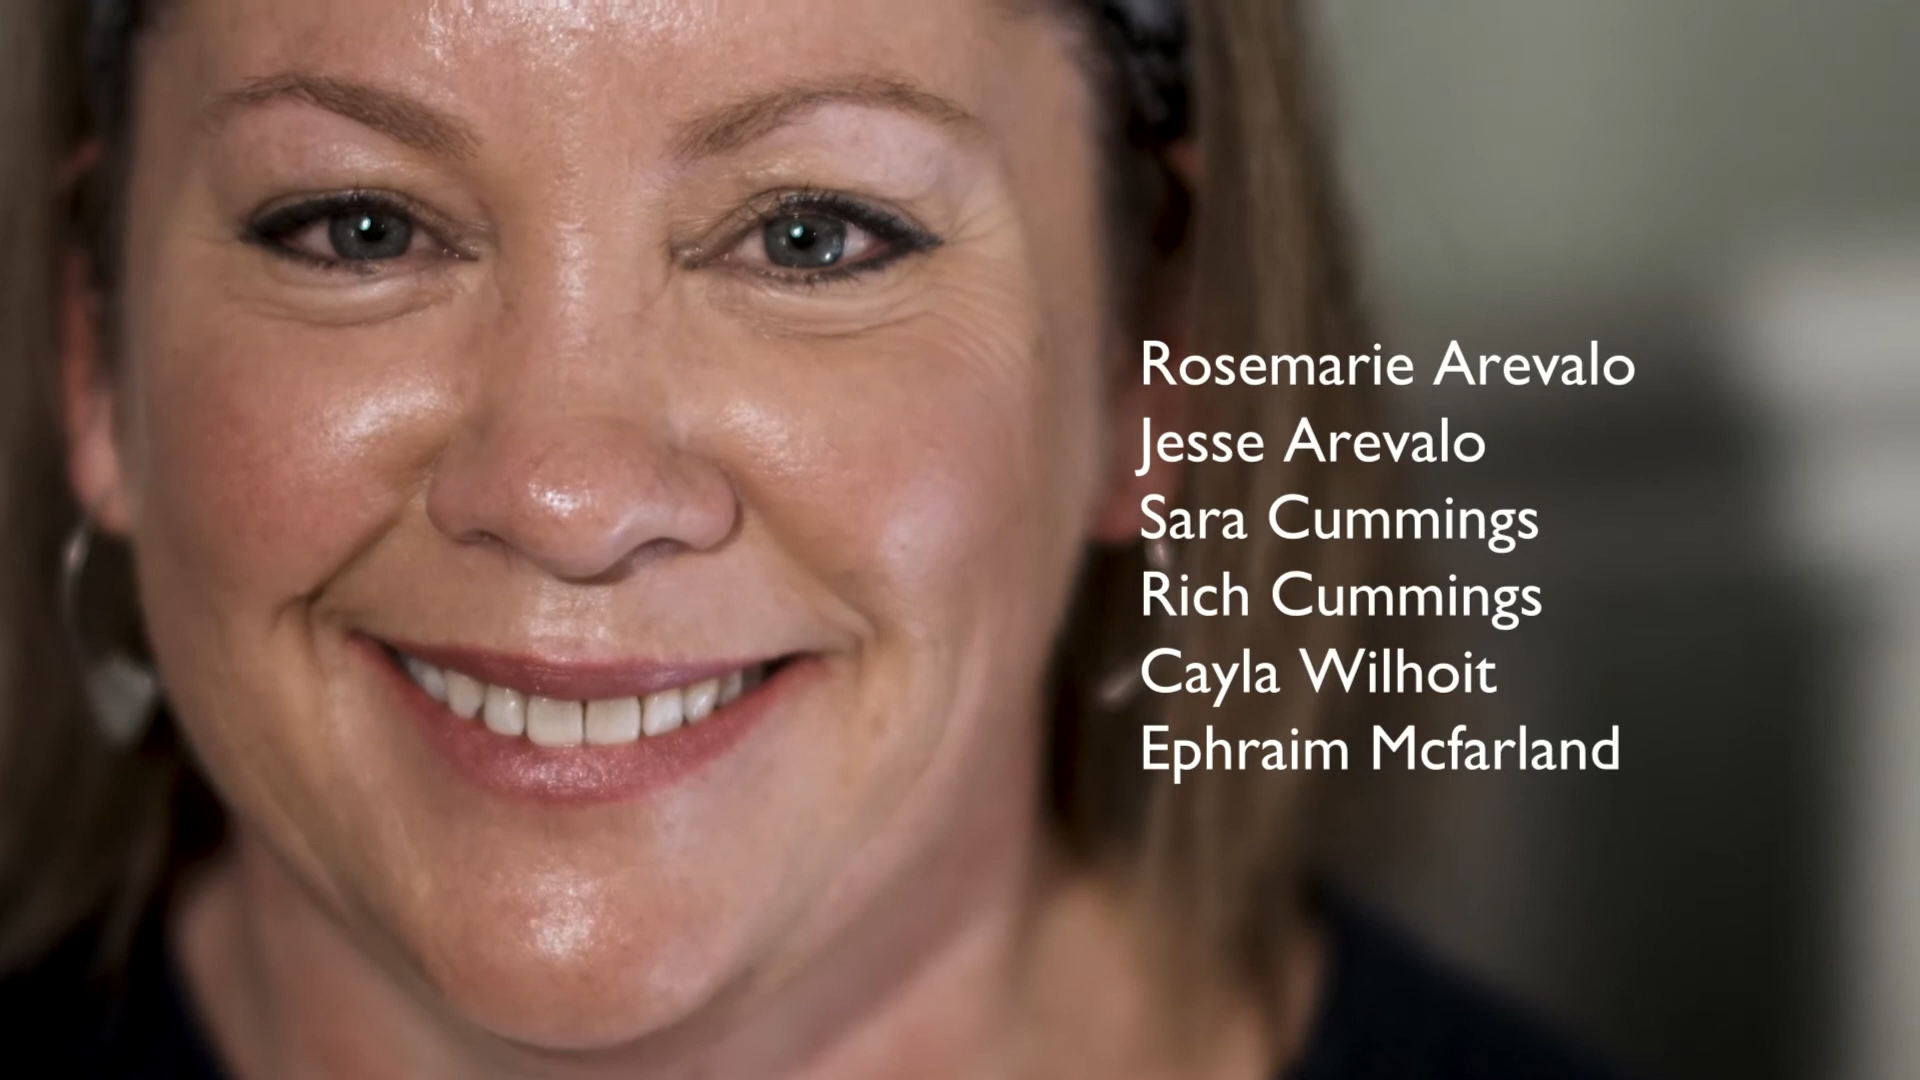 Rosemarie Arevalo
Jesse Arevalo
Sara Cummings
Rich Cummings
Cayla Wilhoit
Ephraim Mcfarland